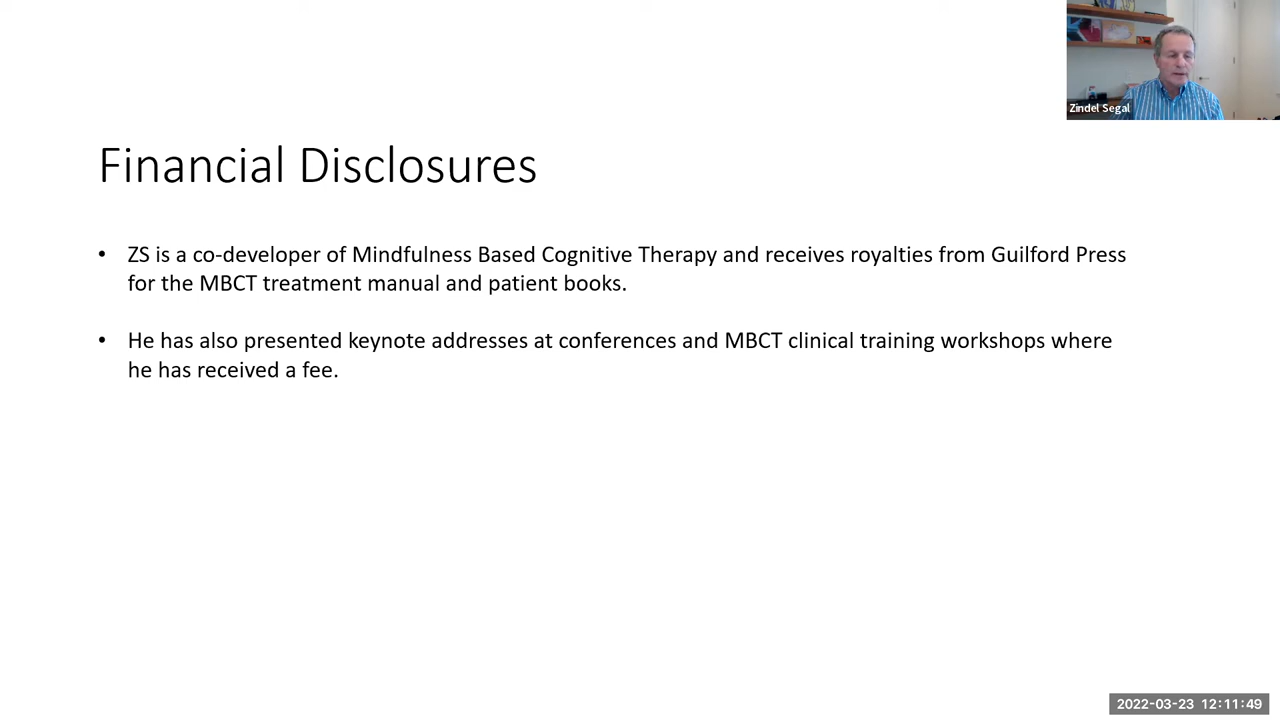 Zindel Segal
Financial Disclosures
• ZS is a co-developer of Mindfulness Based Cognitive Therapy and receives royalties from Guilford Press
for the MBCT treatment manual and patient books.
• He has also presented keynote addresses at conferences and MBCT clinical training workshops where
he has received a fee.
2022-03-23 12:11:49